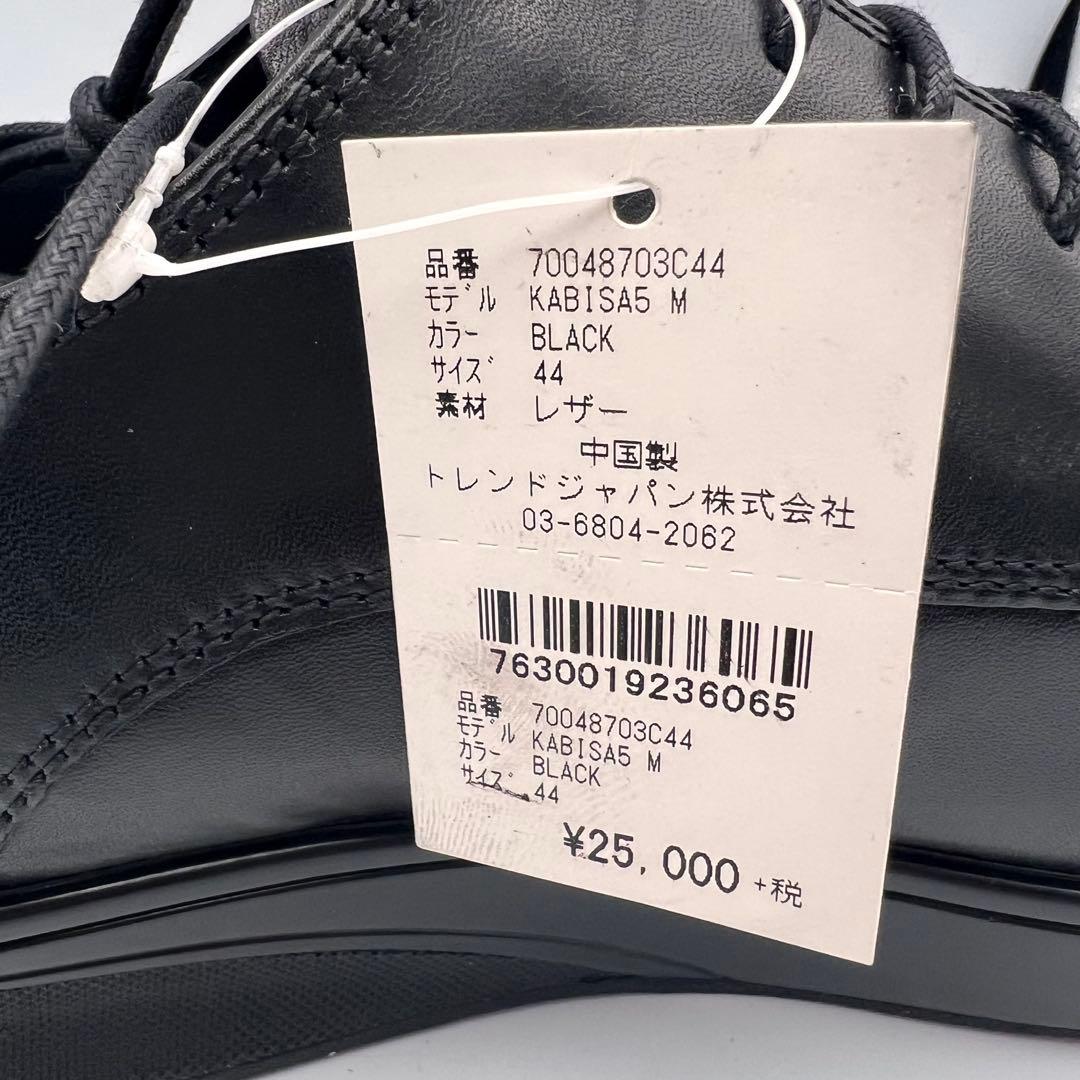 品番 70048703C44
モデル KABISA5 M
カラー BLACK
サイズ 44
素材 レザー
中国製
トレンドジャパン株式会社
03-6804-2062
7630019236065
品番 70048703C44
モデル KABISA5 M
カラー BLACK
サイズ 44
¥25,000 +税